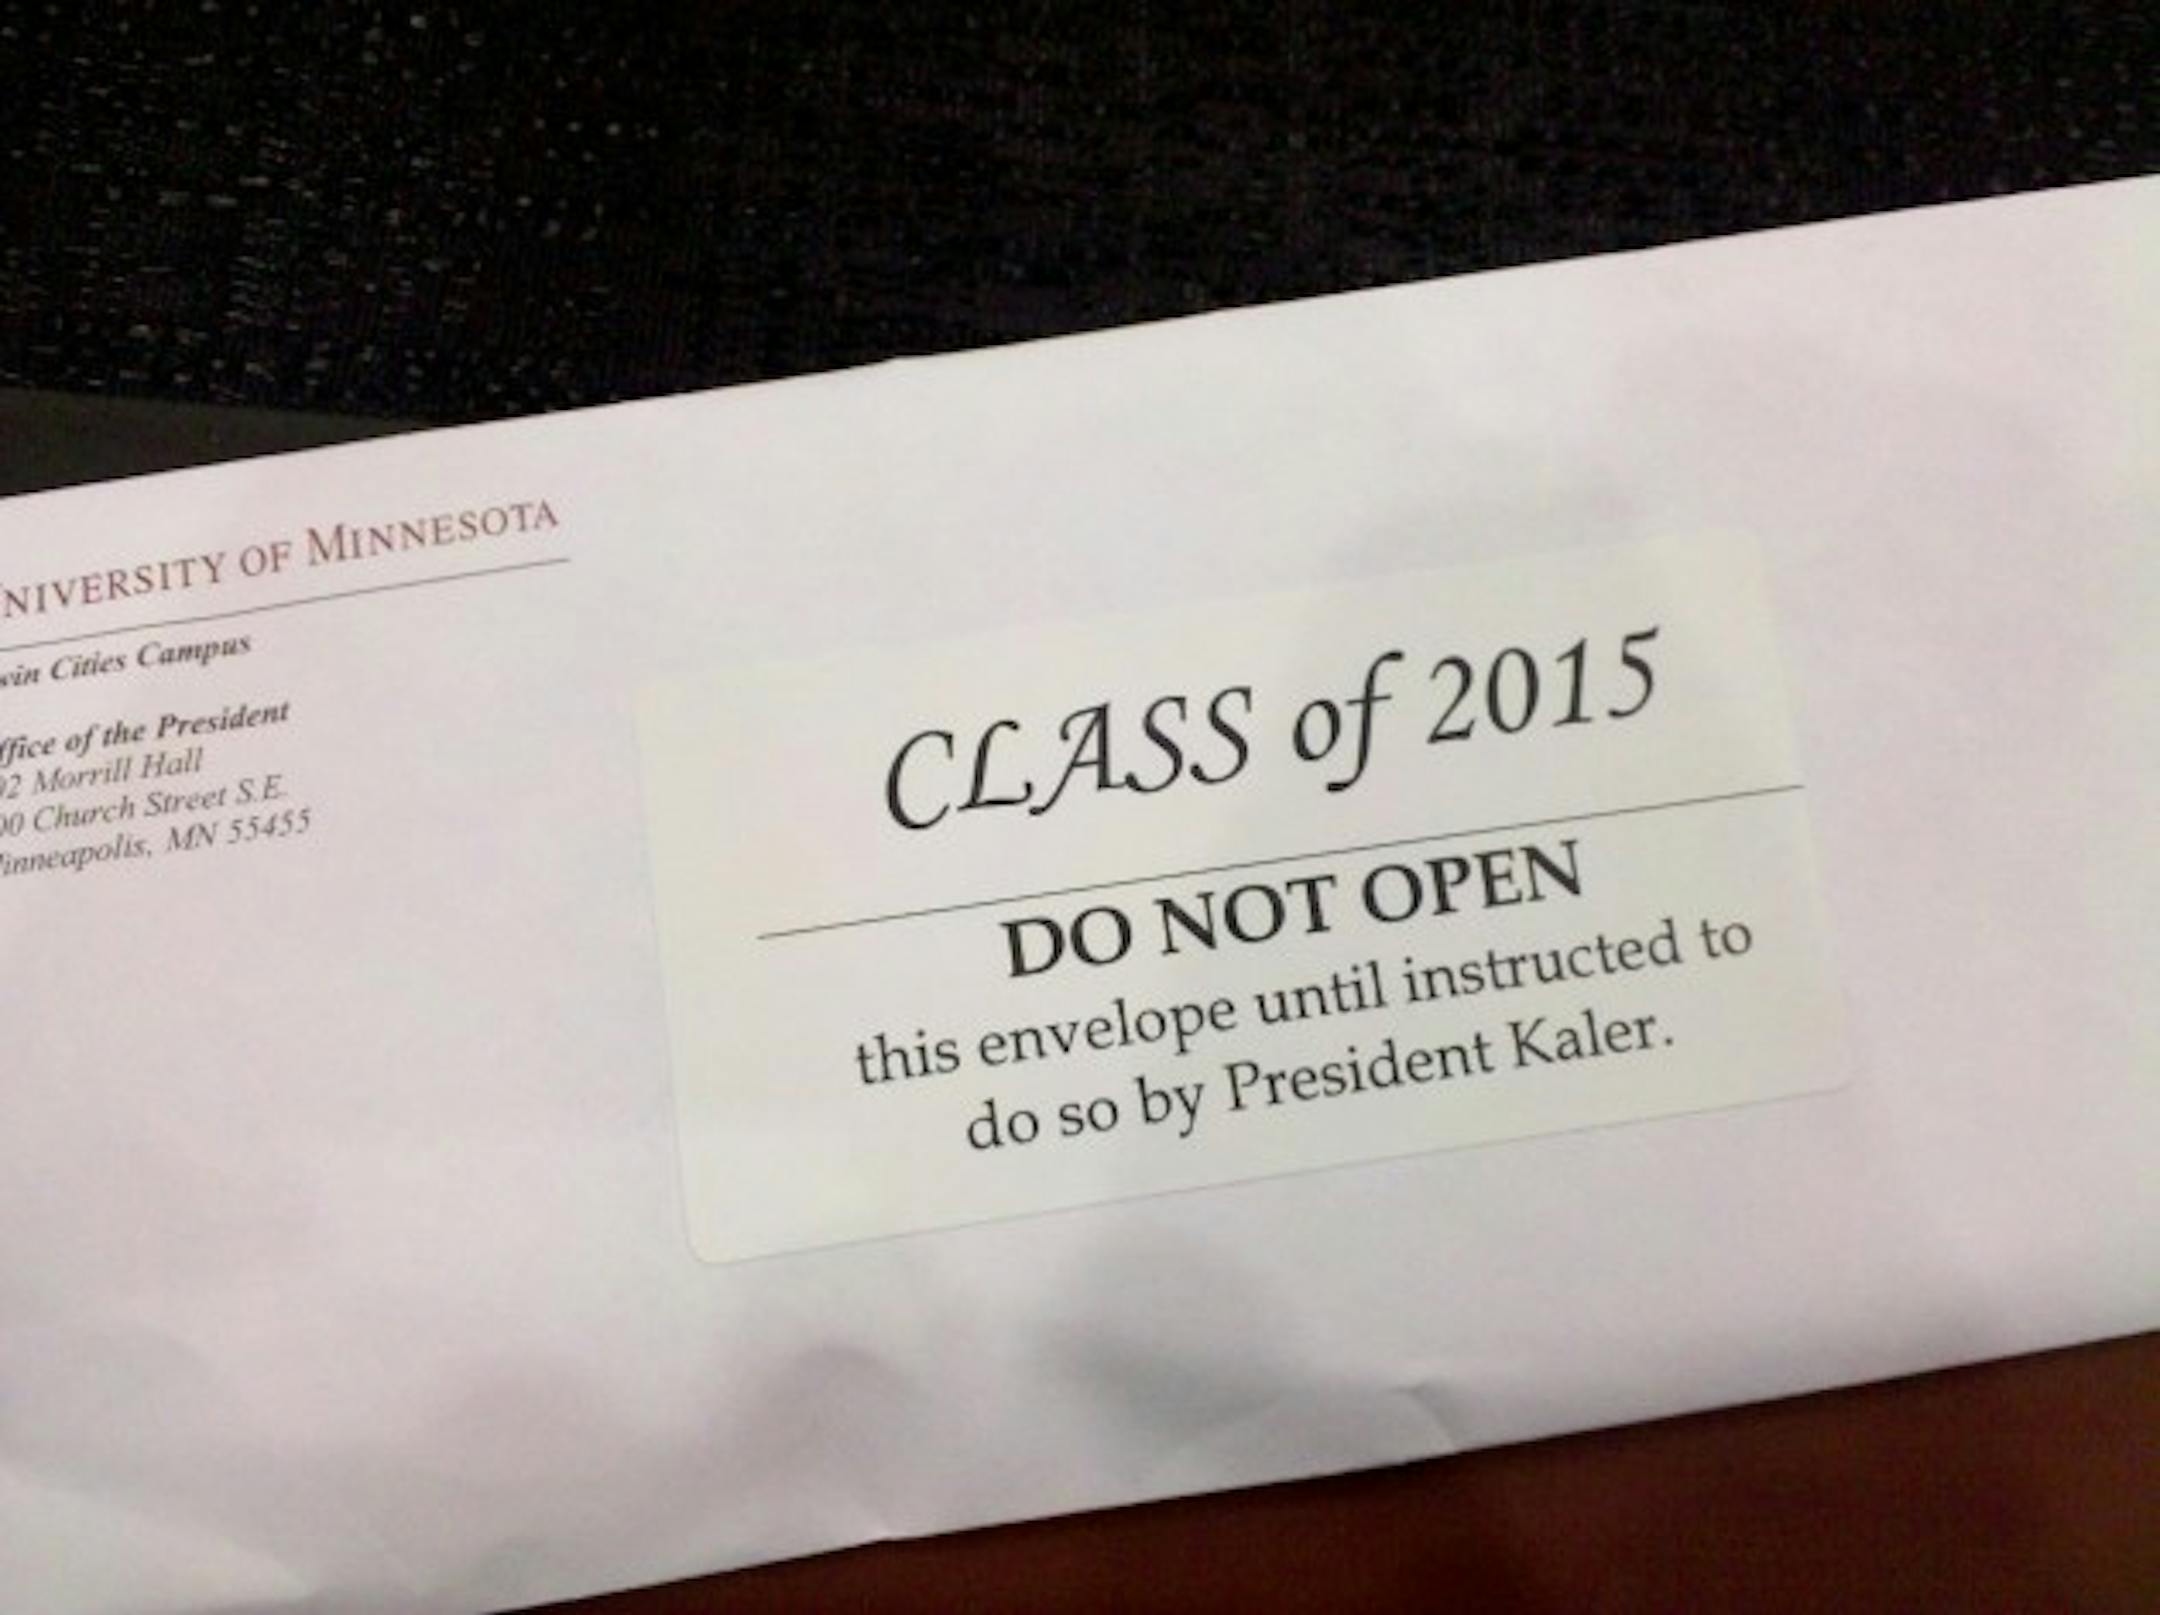 NIVERSITY OF MINNESOTA
win Cities Campus
ffice of the President
02 Morrill Hall
00 Church Street S.E.
inneapolis, MN 55455
CLASS of 2015
DO NOT OPEN
this envelope until instructed to
do so by President Kaler.